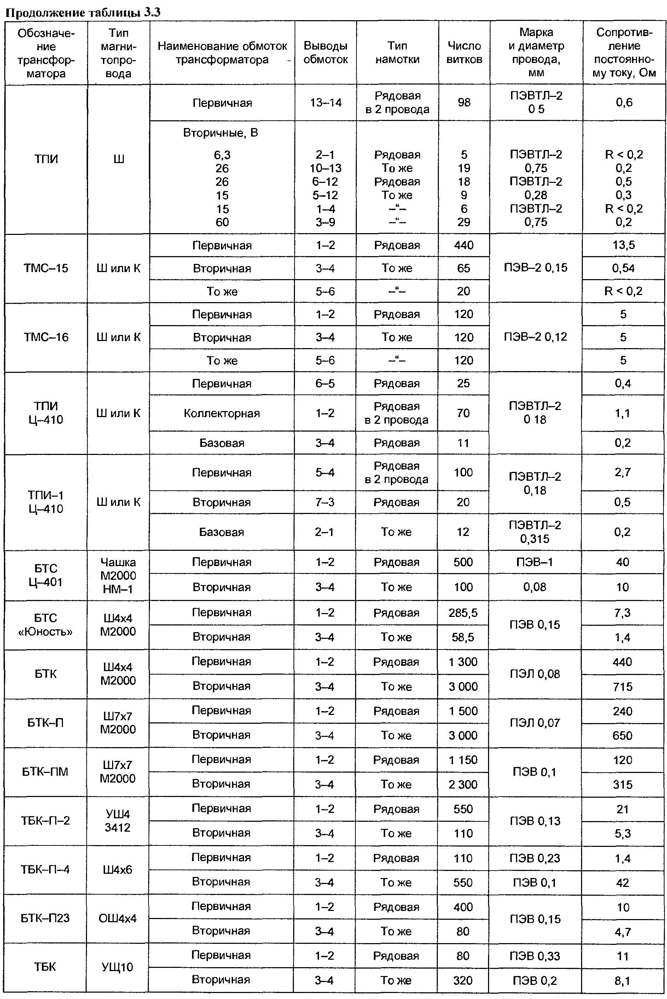 Продолжение таблицы 3.3
Обозначе-ние трансфор-матора | Тип магни-топро-вода | Наименование обмоток трансформатора - | Выводы обмоток | Тип намотки | Число витков | Марка и диаметр провода, мм | Сопротив-ление постоянно-му току, Ом
ТПИ | Ш | Первичная | 13–14 | Рядовая в 2 провода | 98 | ПЭВТЛ–2 0 5 | 0,6
Вторичные, В
6,3 | 2–1 | Рядовая | 5 | ПЭВТЛ–2 | R < 0,2
26 | 10–13 | То же | 19 | 0,75 | 0,2
26 | 6–12 | Рядовая | 18 | ПЭВТЛ–2 | 0,5
15 | 5–12 | То же | 9 | 0,28 | 0,3
15 | 1–4 | –“– | 6 | ПЭВТЛ–2 | R < 0,2
60 | 3–9 | –“– | 29 | 0,75 | 0,2
ТМС–15 | Ш или К | Первичная | 1–2 | Рядовая | 440 | ПЭВ–2 0,15 | 13,5
Вторичная | 3–4 | То же | 65 | 0,54
То же | 5–6 | –“– | 20 | R < 0,2
ТМС–16 | Ш или К | Первичная | 1–2 | Рядовая | 120 | ПЭВ–2 0,12 | 5
Вторичная | 3–4 | То же | 120 | 5
То же | 5–6 | –“– | 120 | 5
ТПИ Ц–410 | Ш или К | Первичная | 6–5 | Рядовая | 25 | ПЭВТЛ–2 0 18 | 0,4
Коллекторная | 1–2 | Рядовая в 2 провода | 70 | 1,1
Базовая | 3–4 | Рядовая | 11 | 0,2
ТПИ–1 Ц–410 | Ш или К | Первичная | 5–4 | Рядовая в 2 провода | 100 | ПЭВТЛ–2 0,18 | 2,7
Вторичная | 7–3 | Рядовая | 20 | 0,5
Базовая | 2–1 | То же | 12 | ПЭВТЛ–2 0,315 | 0,2
БТС Ц–401 | Чашка М2000 НМ–1 | Первичная | 1–2 | Рядовая | 500 | ПЭВ–1 | 40
Вторичная | 3–4 | То же | 100 | 0,08 | 10
БТС «Юность» | Ш4х4 М2000 | Первичная | 1–2 | Рядовая | 285,5 | ПЭВ 0,15 | 7,3
Вторичная | 3–4 | То же | 58,5 | 1,4
БТК | Ш4х4 М2000 | Первичная | 1–2 | Рядовая | 1 300 | ПЭЛ 0,08 | 440
Вторичная | 3–4 | То же | 3 000 | 715
БТК–П | Ш7х7 М2000 | Первичная | 1–2 | Рядовая | 1 500 | ПЭЛ 0,07 | 240
Вторичная | 3–4 | То же | 3 000 | 650
БТК–ПМ | Ш7х7 М2000 | Первичная | 1–2 | Рядовая | 1 150 | ПЭВ 0,1 | 120
Вторичная | 3–4 | То же | 2 300 | 315
ТБК–П–2 | УШ4 3412 | Первичная | 1–2 | Рядовая | 550 | ПЭВ 0,13 | 21
Вторичная | 3–4 | То же | 110 | 5,3
ТБК–П–4 | Ш4х6 | Первичная | 1–2 | Рядовая | 110 | ПЭВ 0,23 | 1,4
Вторичная | 3–4 | То же | 550 | ПЭВ 0,1 | 42
БТК–П23 | ОШ4х4 | Первичная | 1–2 | Рядовая | 400 | ПЭВ 0,15 | 10
Вторичная | 3–4 | То же | 80 | 4,7
ТБК | УЩ10 | Первичная | 1–2 | Рядовая | 80 | ПЭВ 0,33 | 11
Вторичная | 3–4 | То же | 320 | ПЭВ 0,2 | 8,1